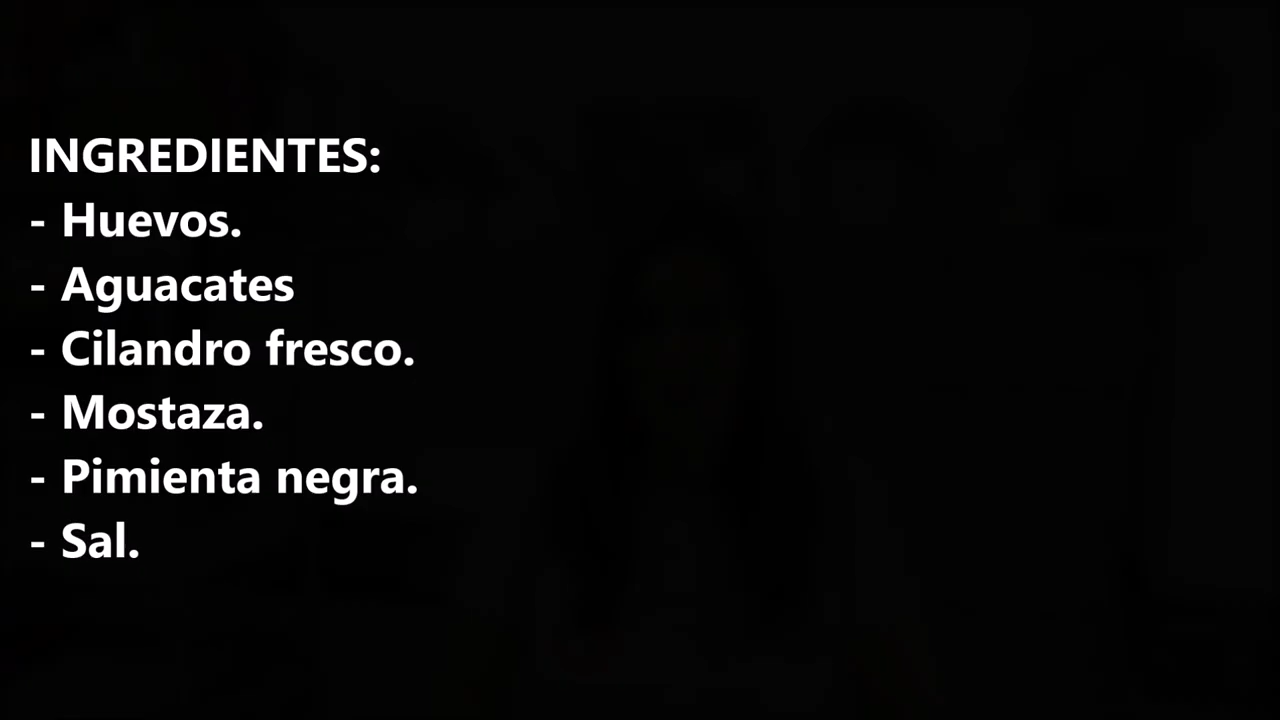 INGREDIENTES:
- Huevos.
- Aguacates
- Cilandro fresco.
- Mostaza.
- Pimienta negra.
- Sal.